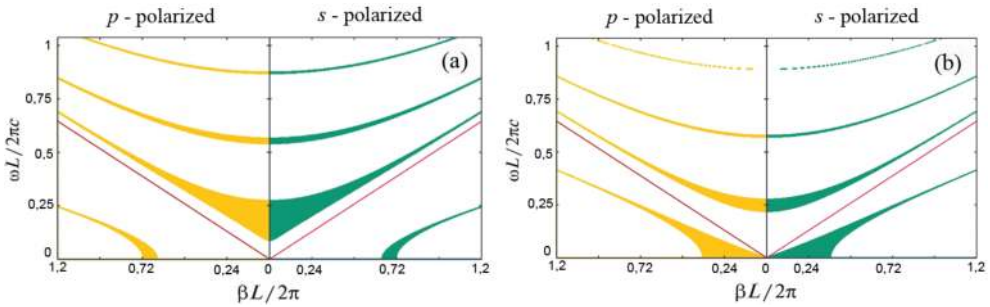 p - polarized s - polarized p - polarized s - polarized
1 (a) 1 (b)
0,75 0,75
ωL/2πc 0,5 ωL/2πc 0,5
0,25 0,25
0 0
1,2 0,72 0,24 0 0,24 0,72 1,2 1,2 0,72 0,24 0 0,24 0,72 1,2
βL/2π βL/2π